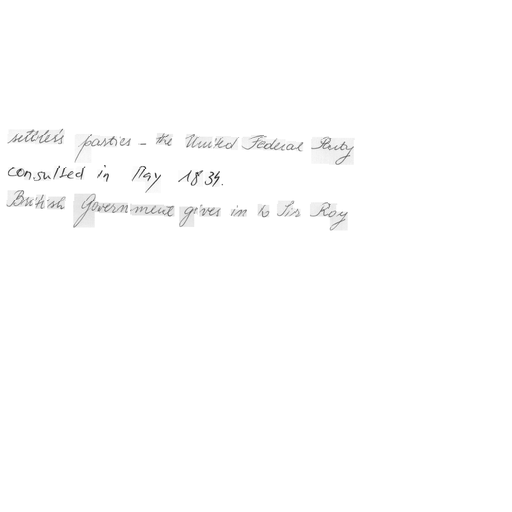 settlers parties - the United Federal Party
consulted in May 1834.
British Government gives in to Sir Roy